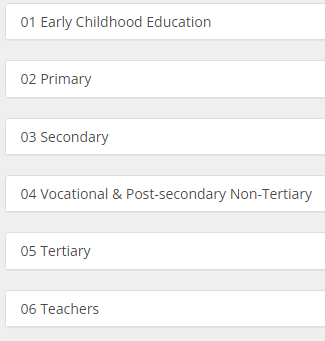 01 Early Childhood Education
02 Primary
03 Secondary
04 Vocational & Post-secondary Non-Tertiary
05 Tertiary
06 Teachers